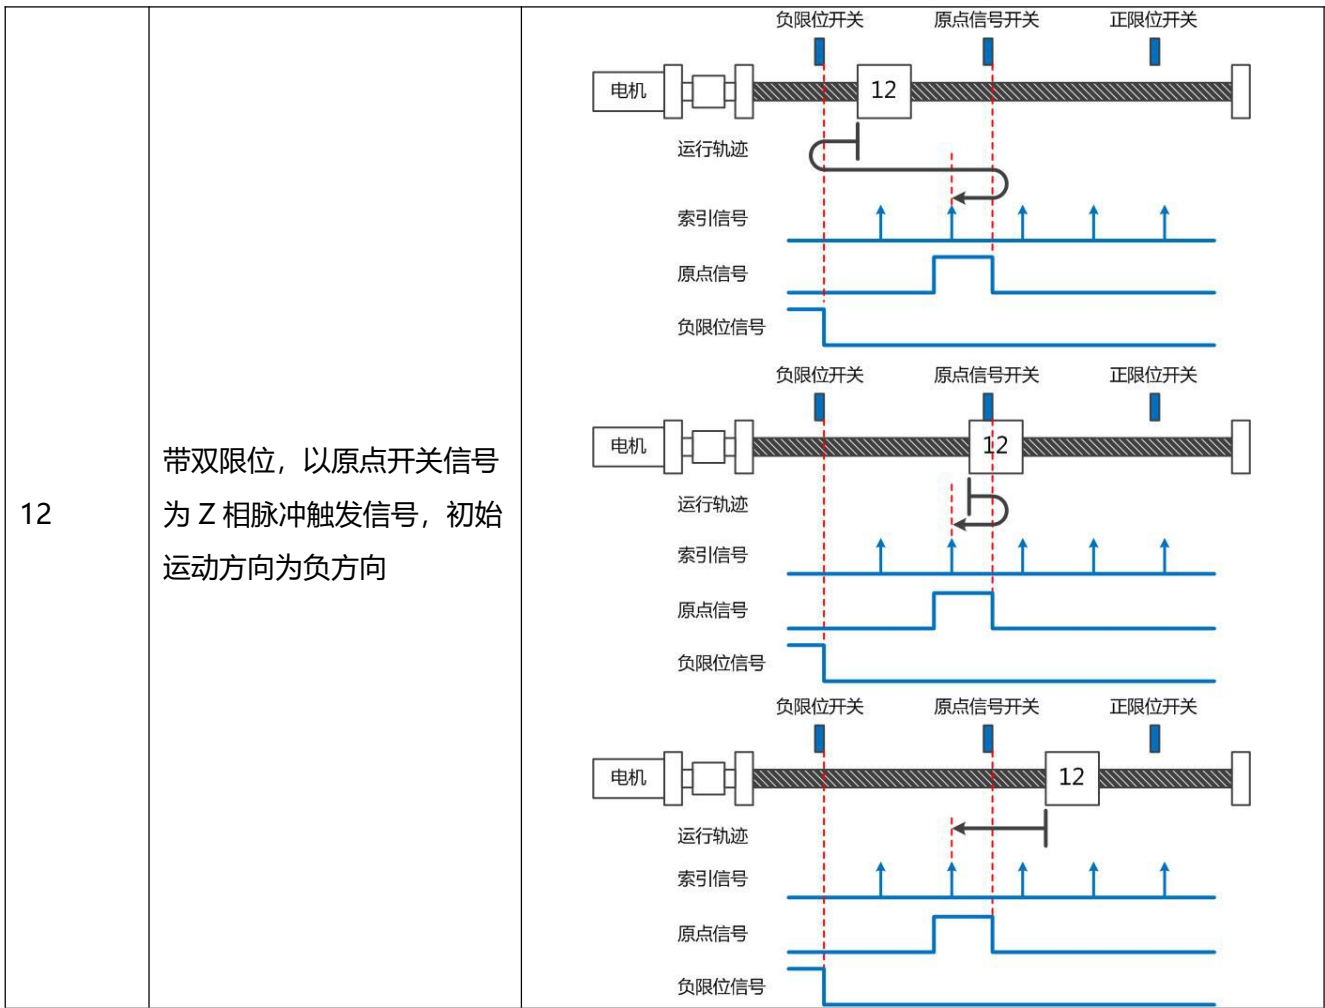 12
带双限位，以原点开关信号
为 Z 相脉冲触发信号，初始
运动方向为负方向
负限位开关 原点信号开关 正限位开关
电机 12
运行轨迹
索引信号
原点信号
负限位信号
负限位开关 原点信号开关 正限位开关
电机 12
运行轨迹
索引信号
原点信号
负限位信号
负限位开关 原点信号开关 正限位开关
电机 12
运行轨迹
索引信号
原点信号
负限位信号